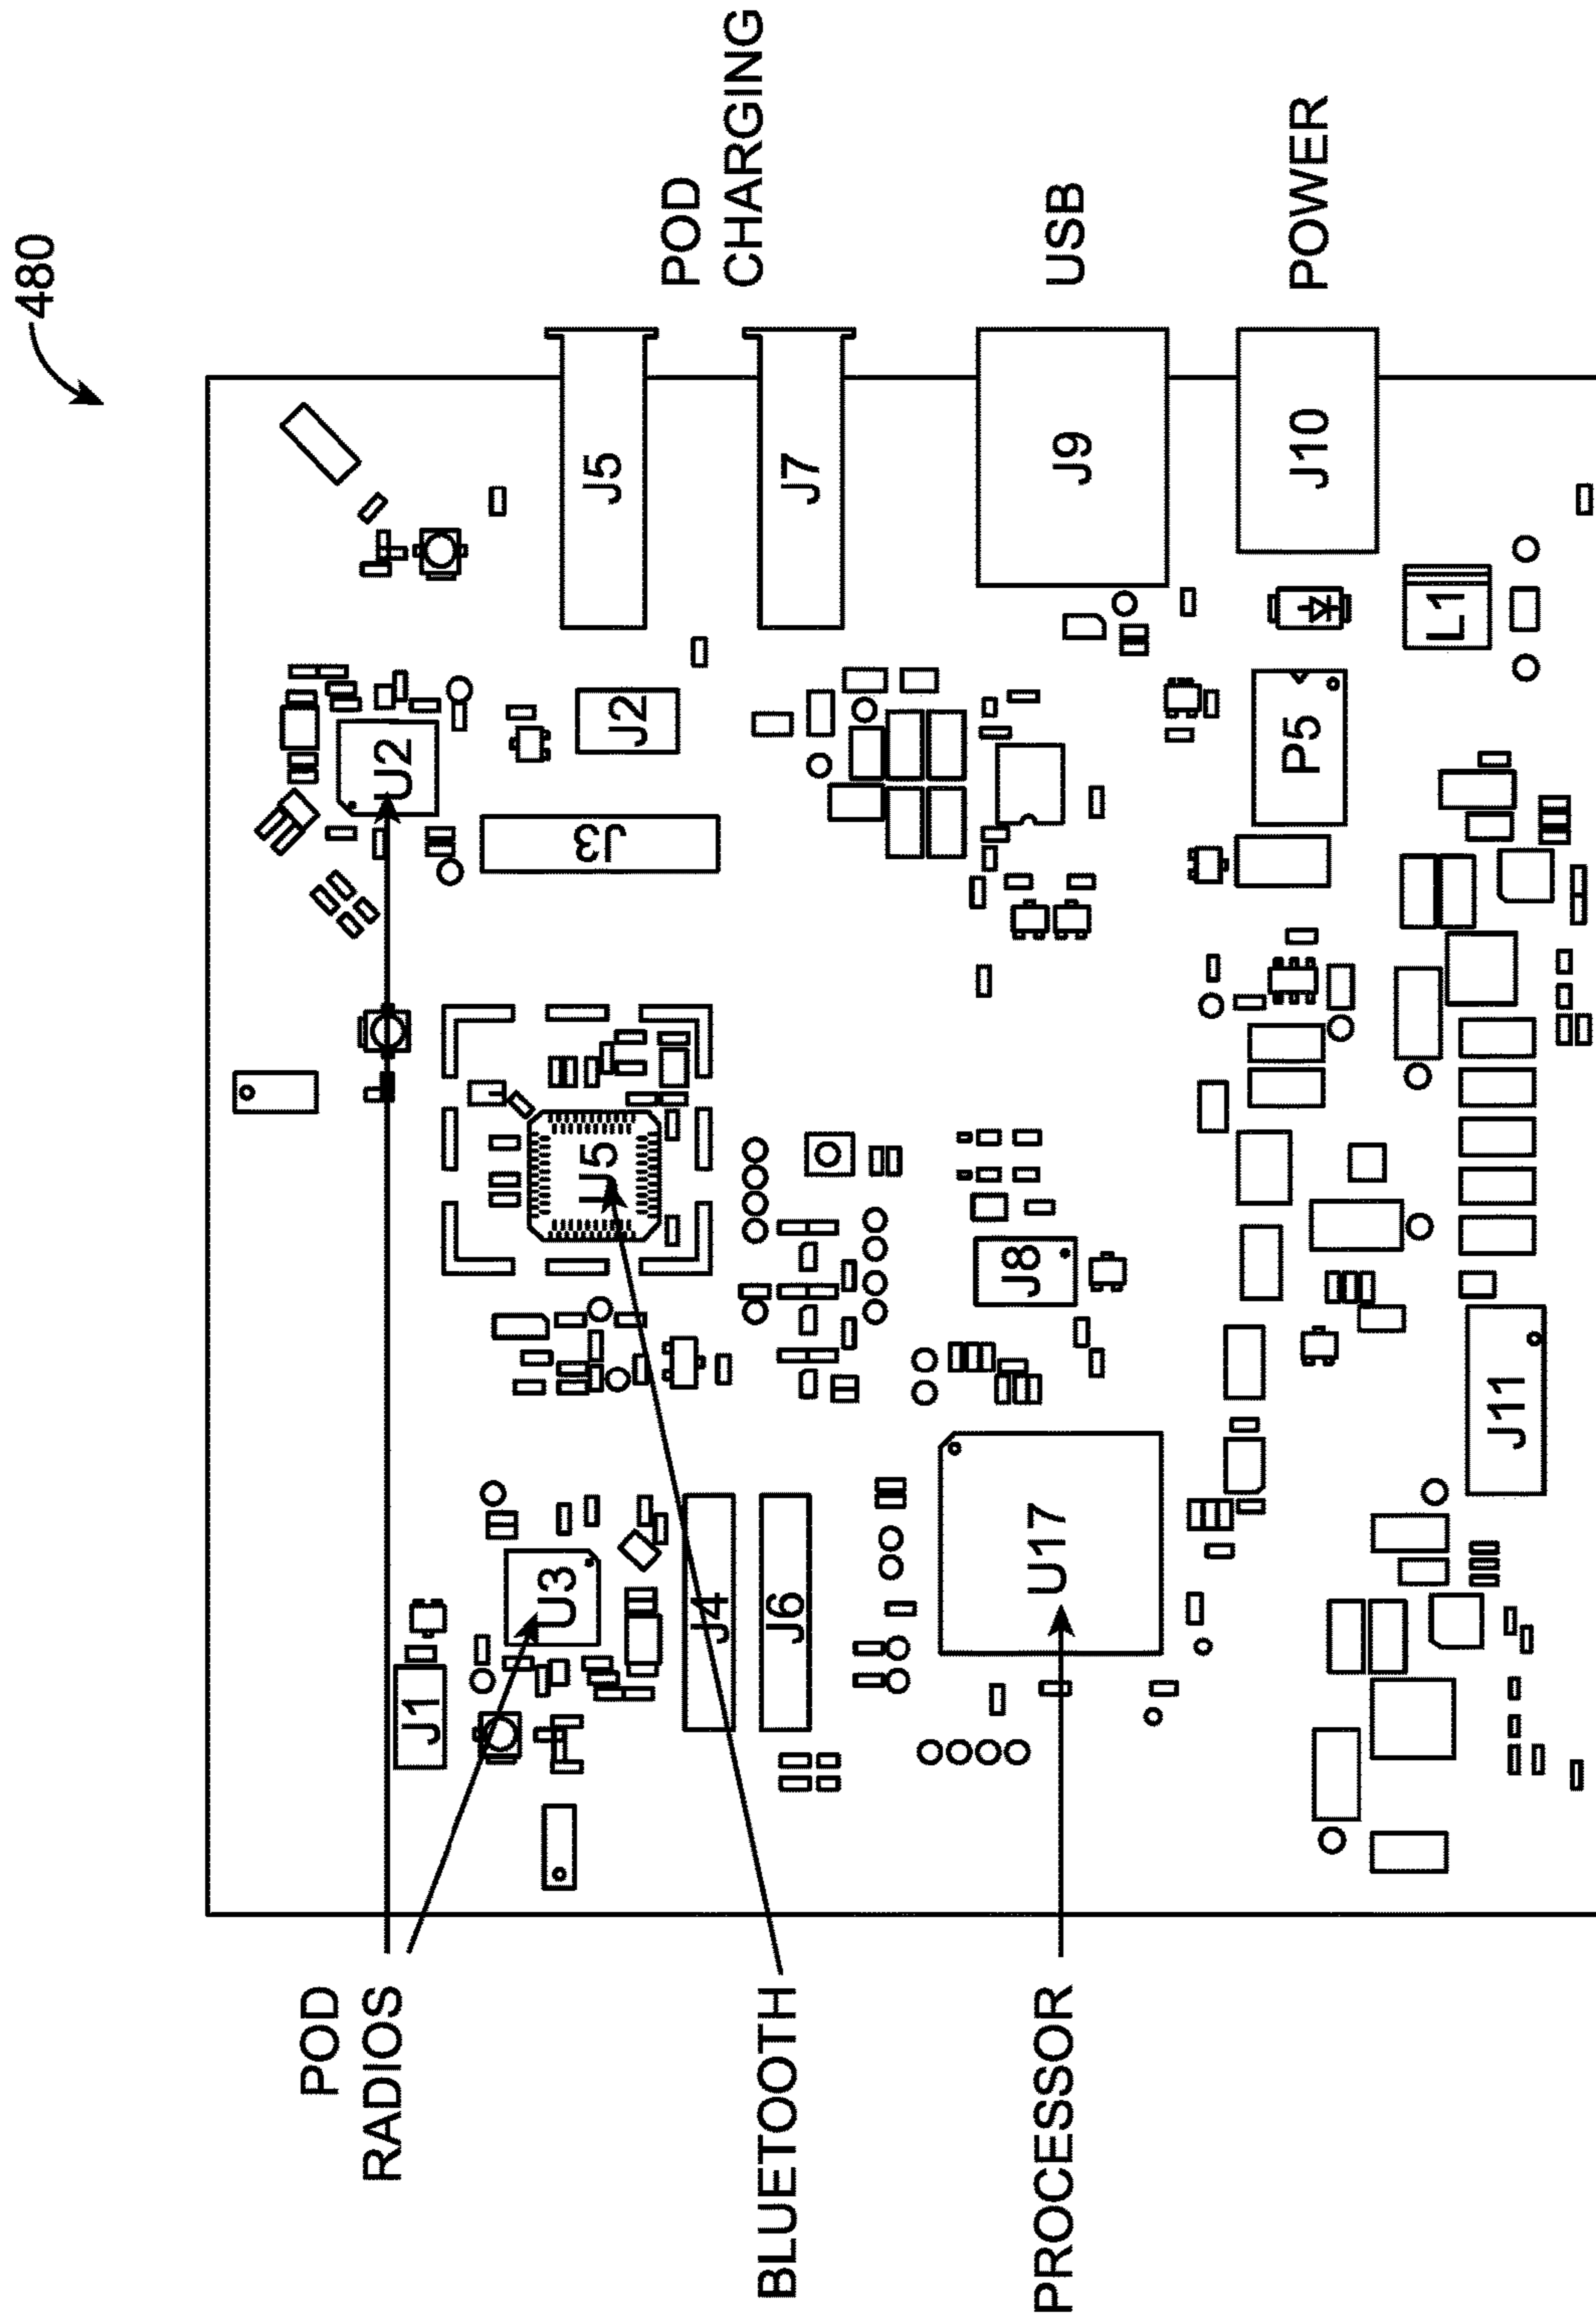 480
POD
RADIOS
BLUETOOTH
PROCESSOR
POD
CHARGING
USB
POWER
J1
U3
J4
J6
U17
U5
J8
J11
U2
J3
J2
P5
L1
J5
J7
J9
J10